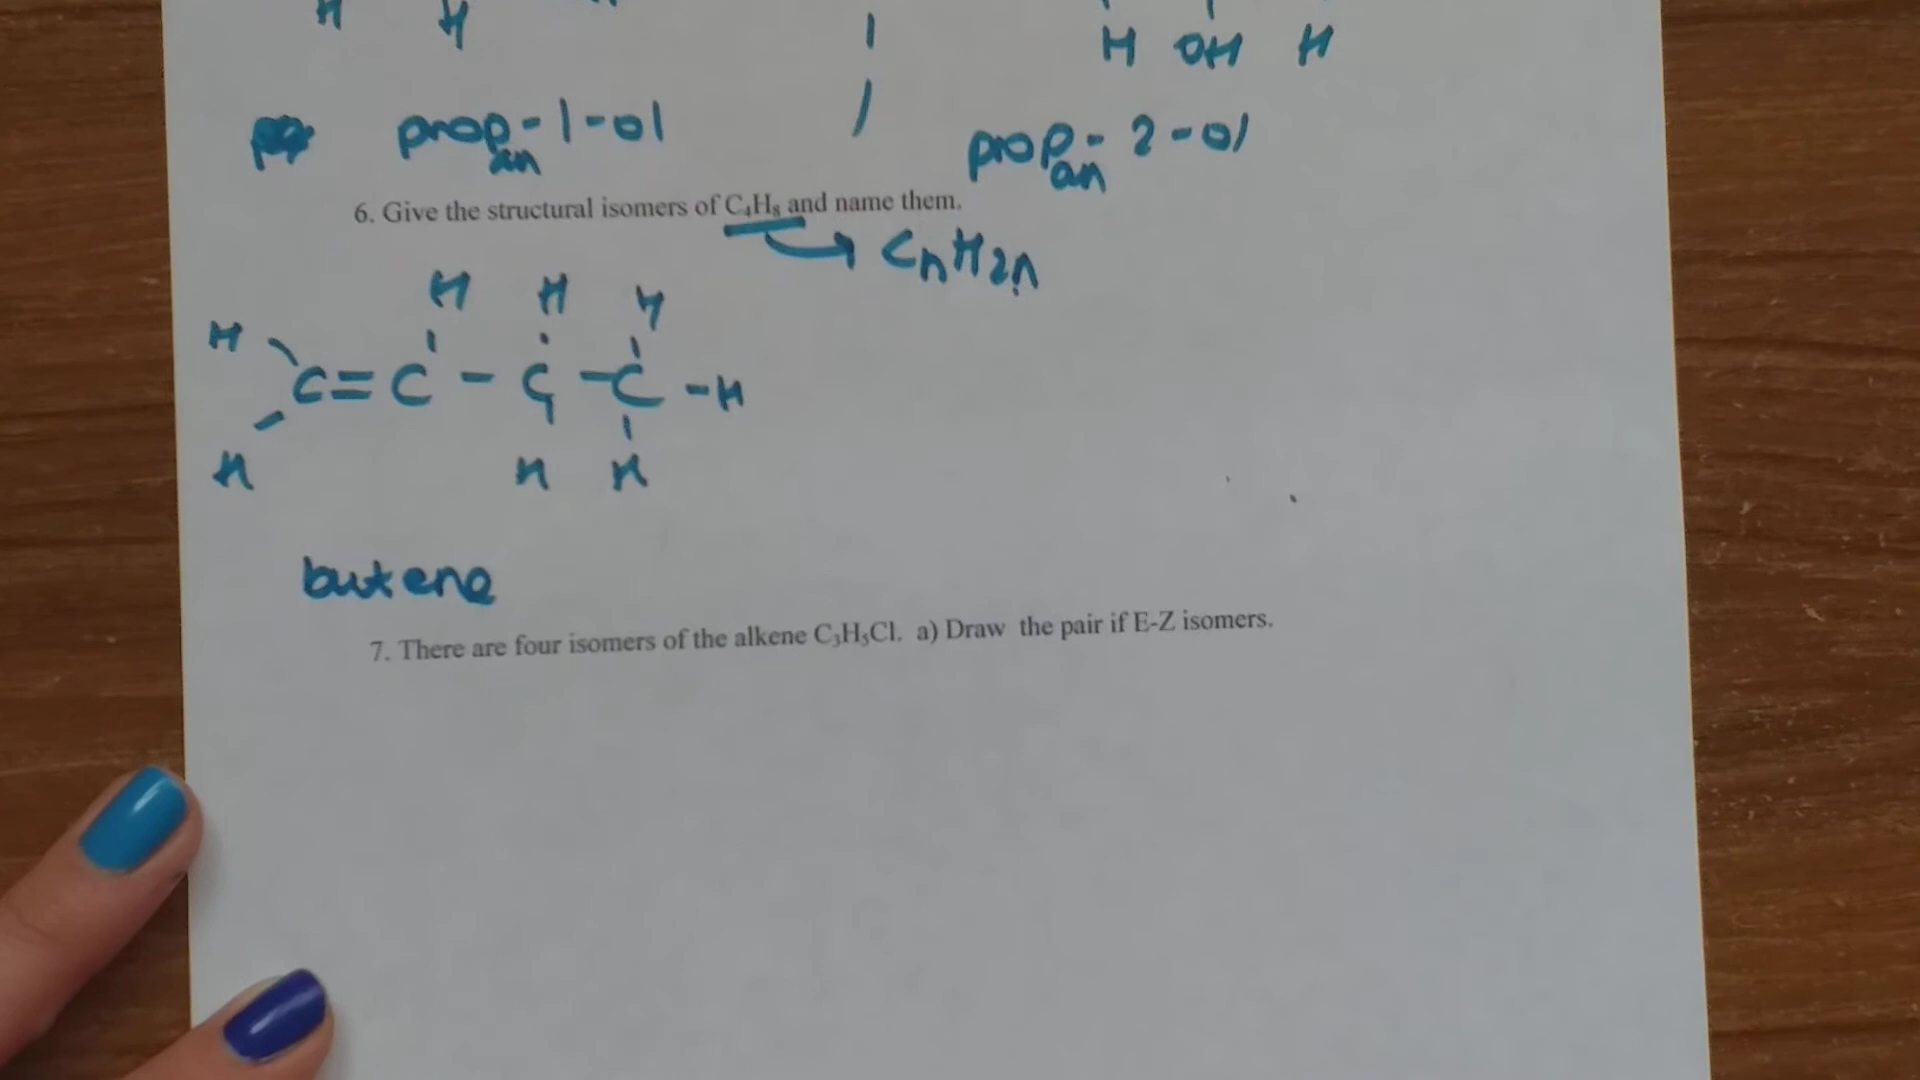 H H H OH H
prop-1-ol prop-2-ol
an an
6. Give the structural isomers of C₄H₈ and name them.
CnH2n
H H H
H
C=C-C-C-H
H H H
butene
7. There are four isomers of the alkene C₃H₅Cl. a) Draw the pair if E-Z isomers.